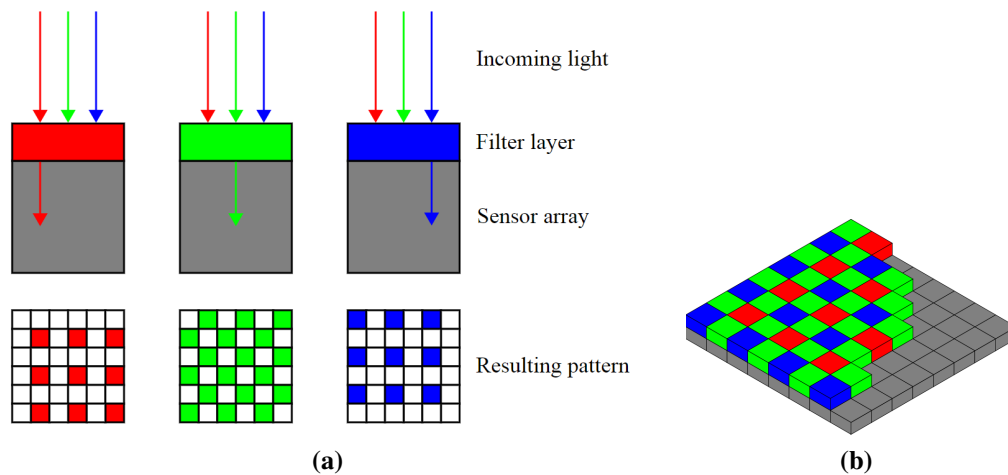 Incoming light
Filter layer
Sensor array
Resulting pattern
(a)
(b)